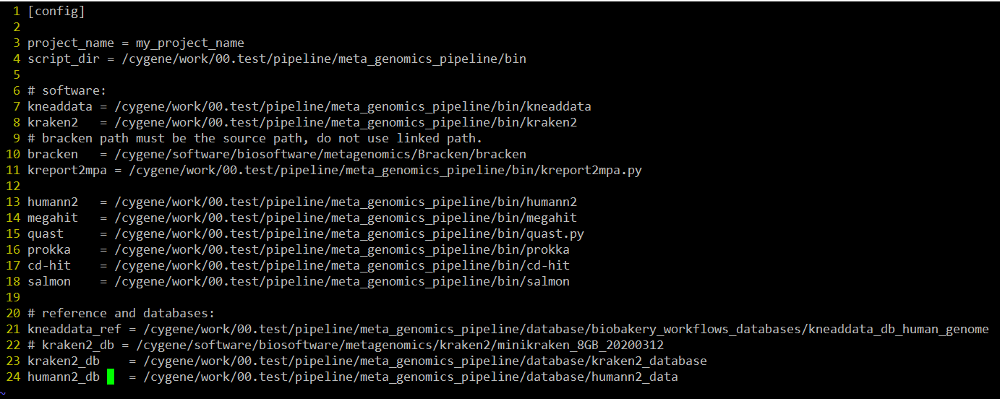 1 [config]
2
3 project_name = my_project_name
4 script_dir = /cygene/work/00.test/pipeline/meta_genomics_pipeline/bin
5
6 # software:
7 kneaddata = /cygene/work/00.test/pipeline/meta_genomics_pipeline/bin/kneaddata
8 kraken2   = /cygene/work/00.test/pipeline/meta_genomics_pipeline/bin/kraken2
9 # bracken path must be the source path, do not use linked path.
10 bracken   = /cygene/software/biosoftware/metagenomics/Bracken/bracken
11 kreport2mpa = /cygene/work/00.test/pipeline/meta_genomics_pipeline/bin/kreport2mpa.py
12
13 humann2   = /cygene/work/00.test/pipeline/meta_genomics_pipeline/bin/humann2
14 megahit   = /cygene/work/00.test/pipeline/meta_genomics_pipeline/bin/megahit
15 quast     = /cygene/work/00.test/pipeline/meta_genomics_pipeline/bin/quast.py
16 prokka    = /cygene/work/00.test/pipeline/meta_genomics_pipeline/bin/prokka
17 cd-hit    = /cygene/work/00.test/pipeline/meta_genomics_pipeline/bin/cd-hit
18 salmon    = /cygene/work/00.test/pipeline/meta_genomics_pipeline/bin/salmon
19
20 # reference and databases:
21 kneaddata_ref = /cygene/work/00.test/pipeline/meta_genomics_pipeline/database/biobakery_workflows_databases/kneaddata_db_human_genome
22 # kraken2_db = /cygene/software/biosoftware/metagenomics/kraken2/minikraken_8GB_20200312
23 kraken2_db    = /cygene/work/00.test/pipeline/meta_genomics_pipeline/database/kraken2_database
24 humann2_db    = /cygene/work/00.test/pipeline/meta_genomics_pipeline/database/humann2_data
~